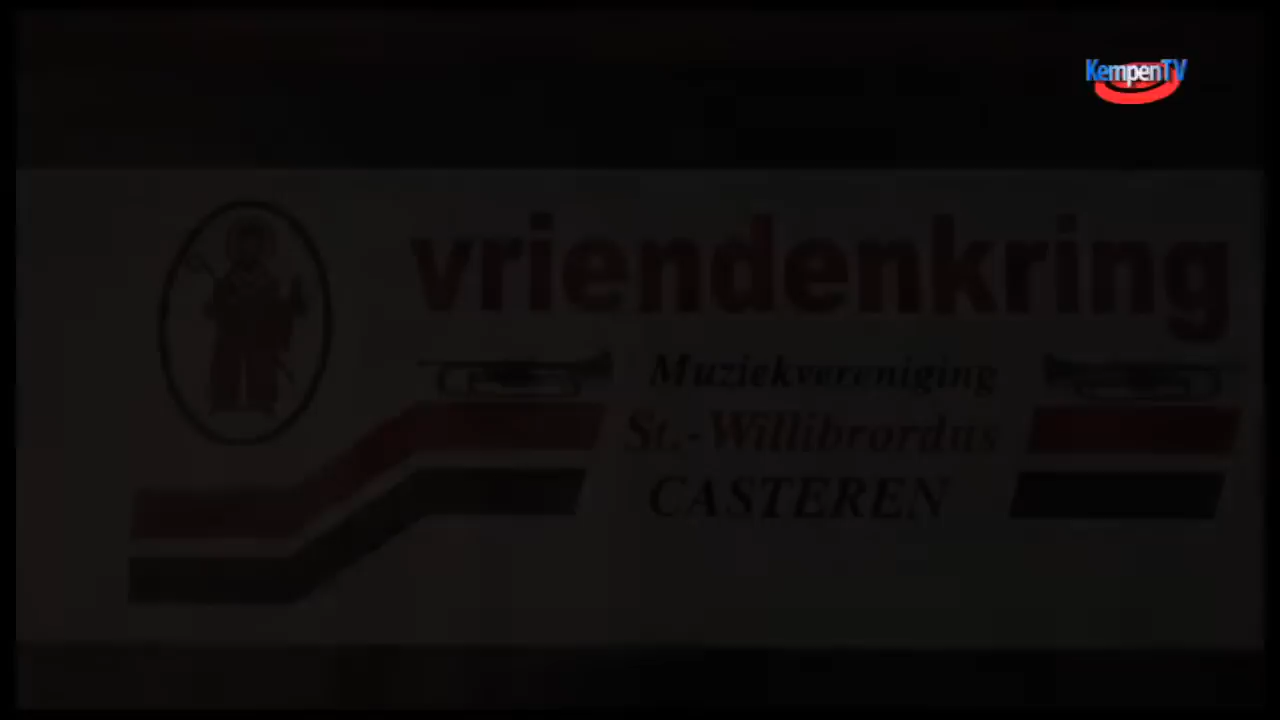 KempenTV
vriendenkring
Muziekvereniging
St.-Willibrordus
CASTEREN